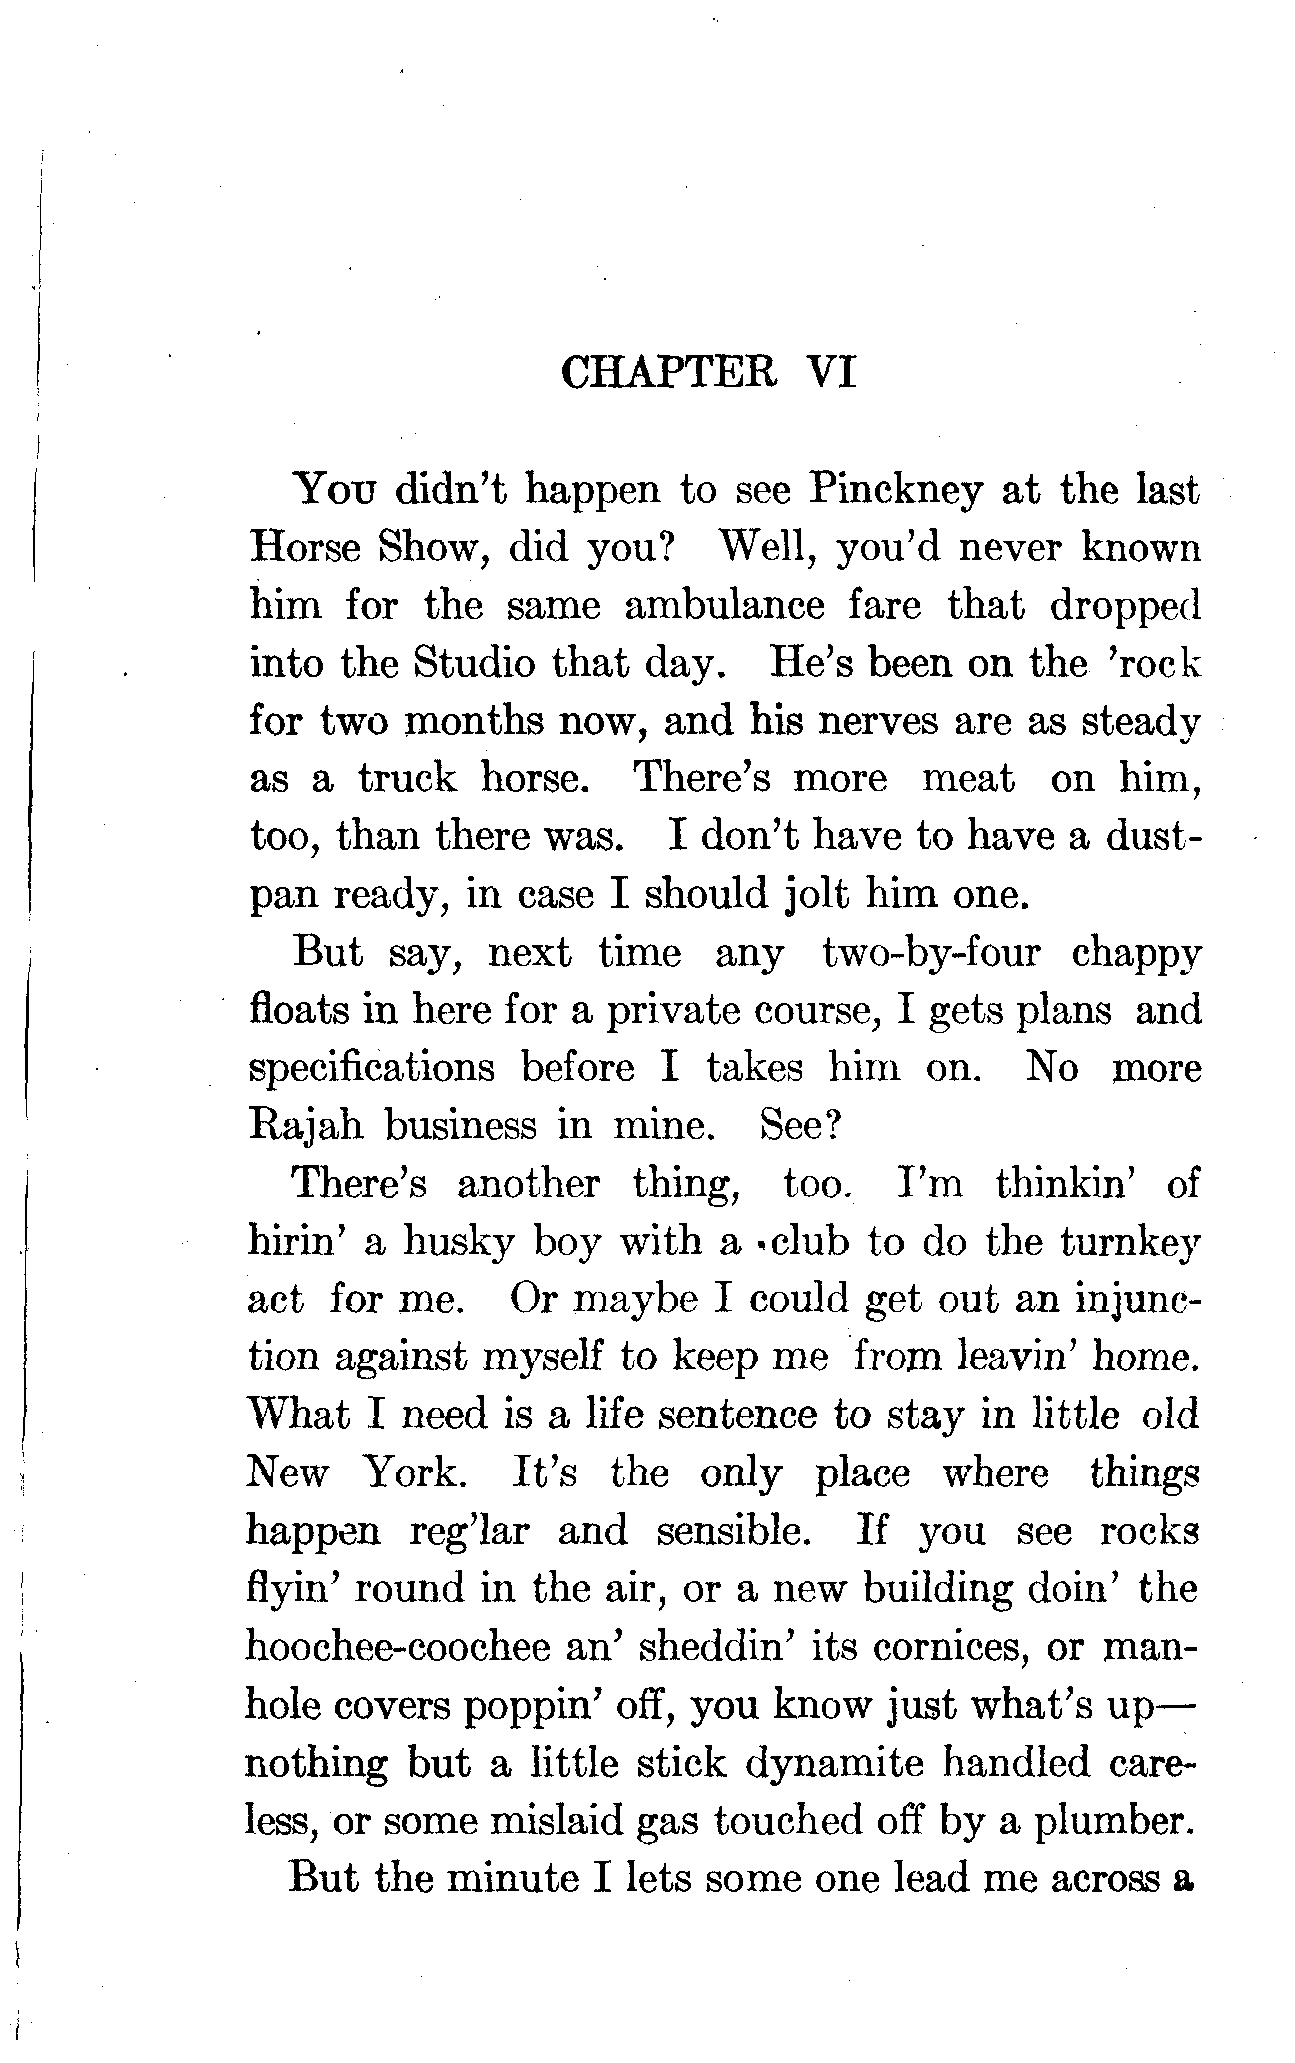 CHAPTER VI
You didn't happen to see Pinckney at the last
Horse Show, did you? Well, you'd never known
him for the same ambulance fare that dropped
into the Studio that day. He's been on the 'rock
for two months now, and his nerves are as steady
as a truck horse. There's more meat on him,
too, than there was. I don't have to have a dust-
pan ready, in case I should jolt him one.
But say, next time any two-by-four chappy
floats in here for a private course, I gets plans and
specifications before I takes him on. No more
Rajah business in mine. See?
There's another thing, too. I'm thinkin' of
hirin' a husky boy with a club to do the turnkey
act for me. Or maybe I could get out an injunc-
tion against myself to keep me from leavin' home.
What I need is a life sentence to stay in little old
New York. It's the only place where things
happen reg'lar and sensible. If you see rocks
flyin' round in the air, or a new building doin' the
hoochee-coochee an' sheddin' its cornices, or man-
hole covers poppin' off, you know just what's up—
nothing but a little stick dynamite handled care-
less, or some mislaid gas touched off by a plumber.
But the minute I lets some one lead me across a